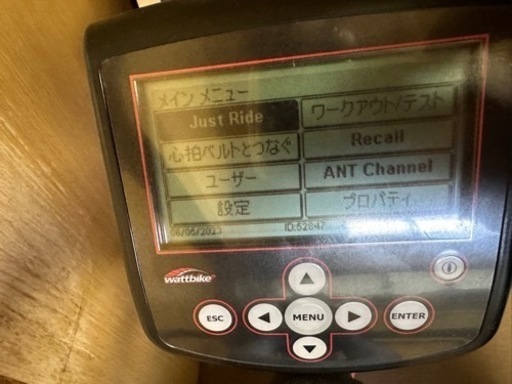 メイン メニュー
Just Ride
ワークアウト/テスト
心拍ベルトとつなぐ
Recall
ユーザー
ANT Channel
設定
プロパティ
06/05/2023
ID:52847
wattbike
ESC
MENU
ENTER